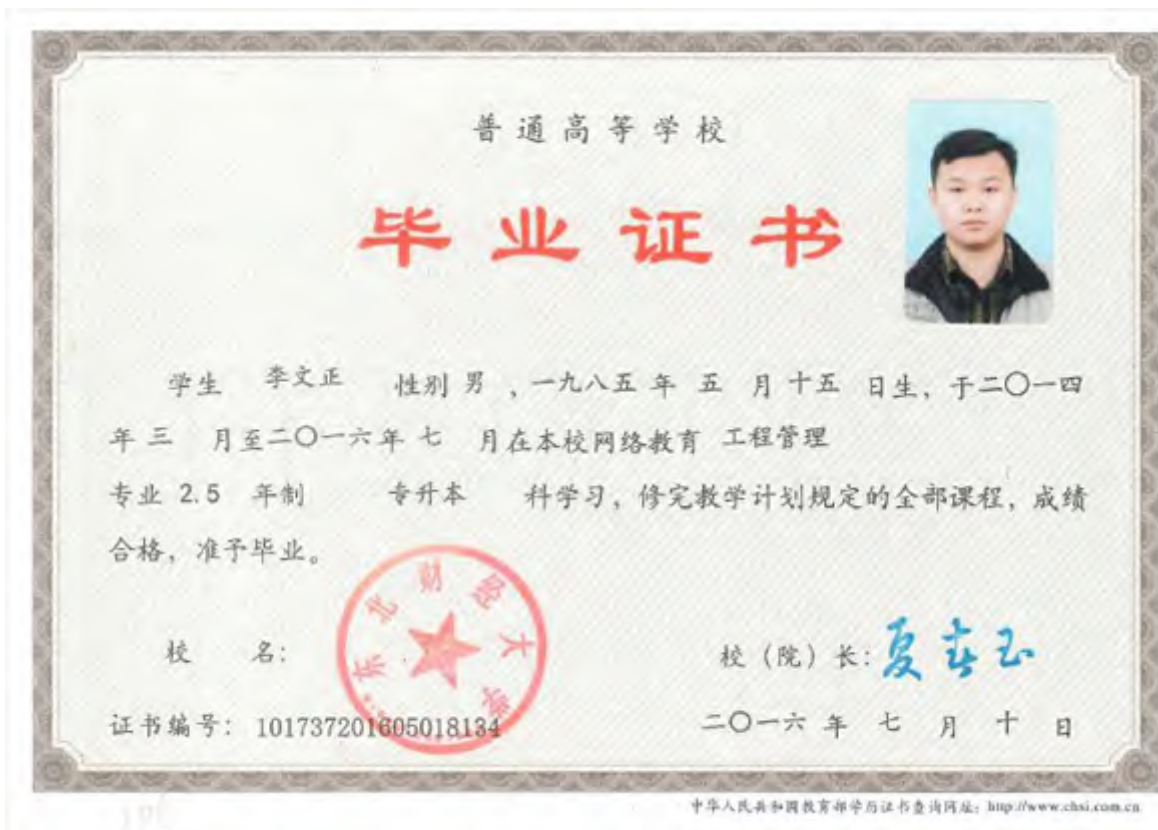 普通高等学校
毕业证书
学生 李文正 性别 男 ，一九八五 年 五 月 十五 日生，于二〇一四
年 三 月至二〇一六年 七 月在本校网络教育 工程管理
专业 2.5 年制 专升本 科学习，修完教学计划规定的全部课程，成绩
合格，准予毕业。
东北财经大学
校 名：
校（院）长：夏春玉
证书编号：101737201605018134
二〇一六 年 七 月 十 日
中华人民共和国教育部学历证书查询网址：http://www.chsi.com.cn